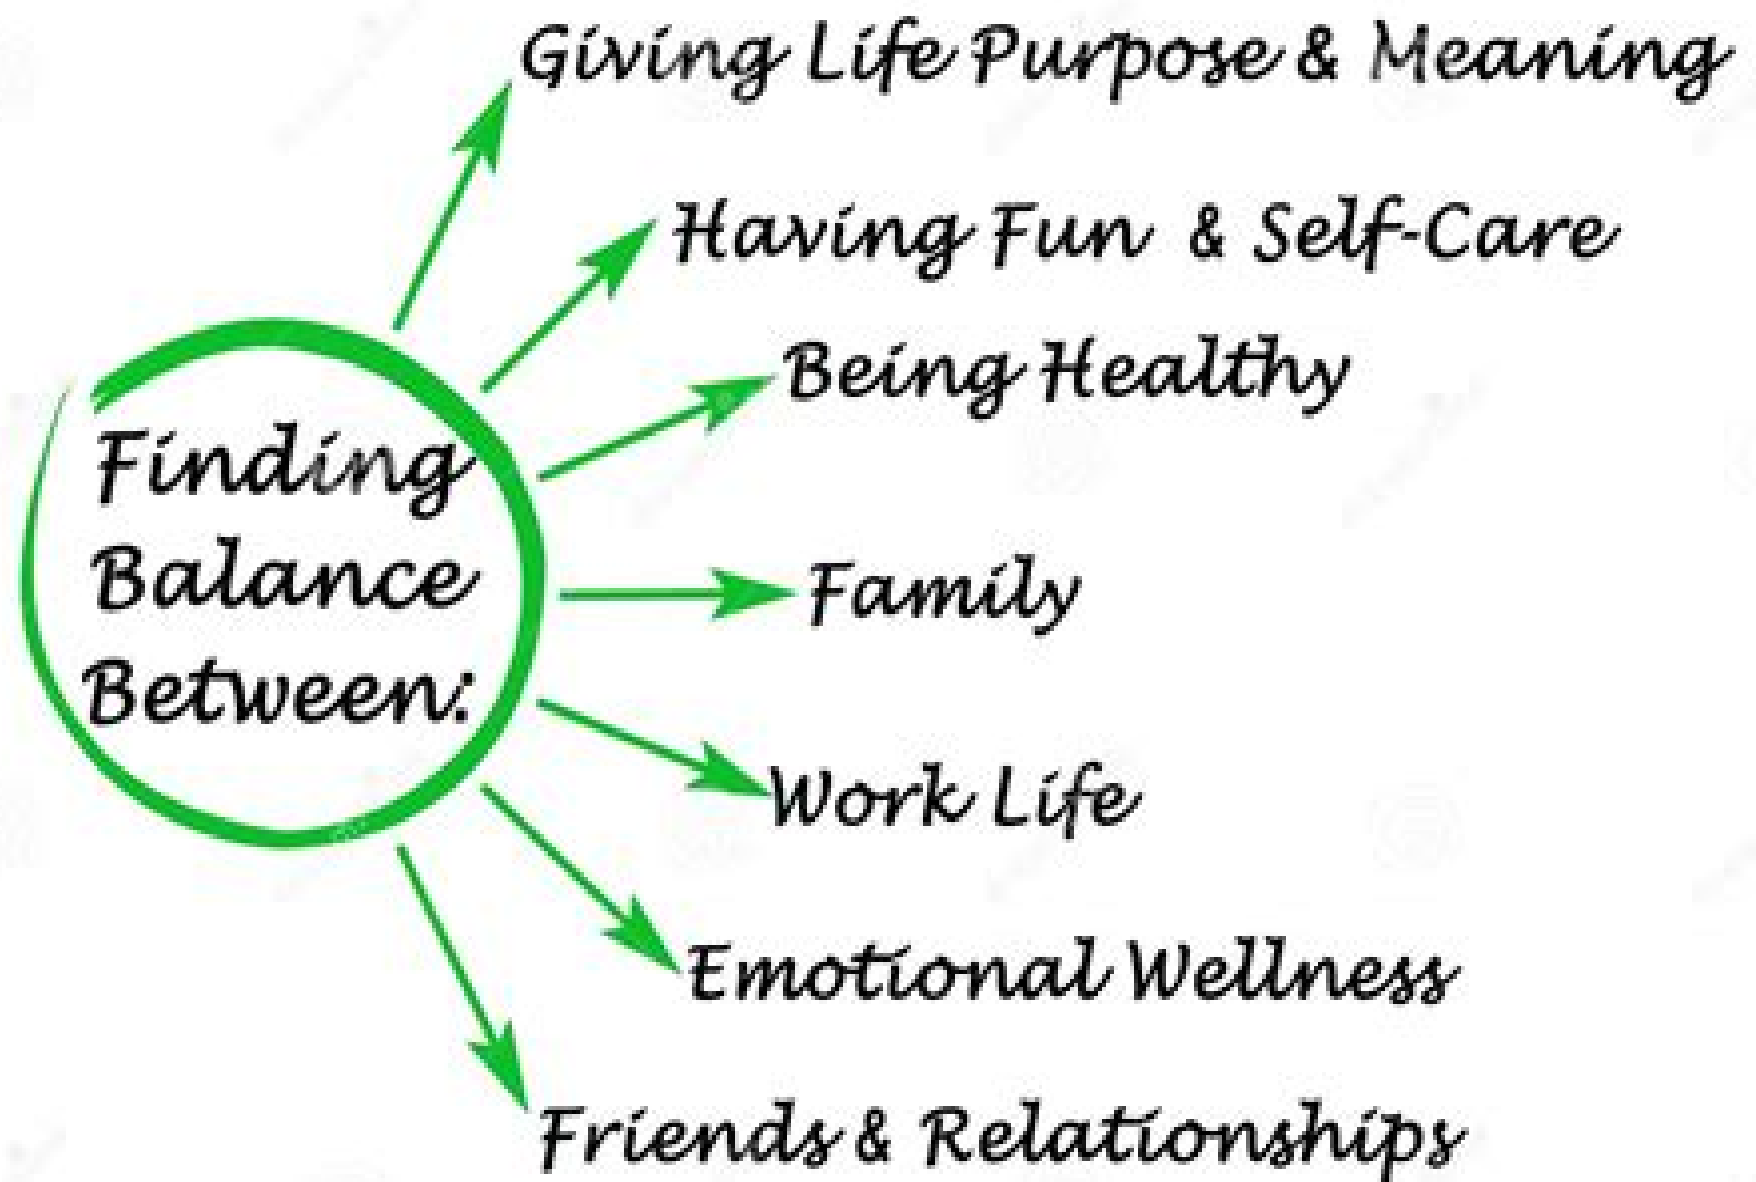 Giving Life Purpose & Meaning
Having Fun & Self-Care
Being Healthy
Finding
Balance
Between:
Family
Work Life
Emotional Wellness
Friends & Relationships